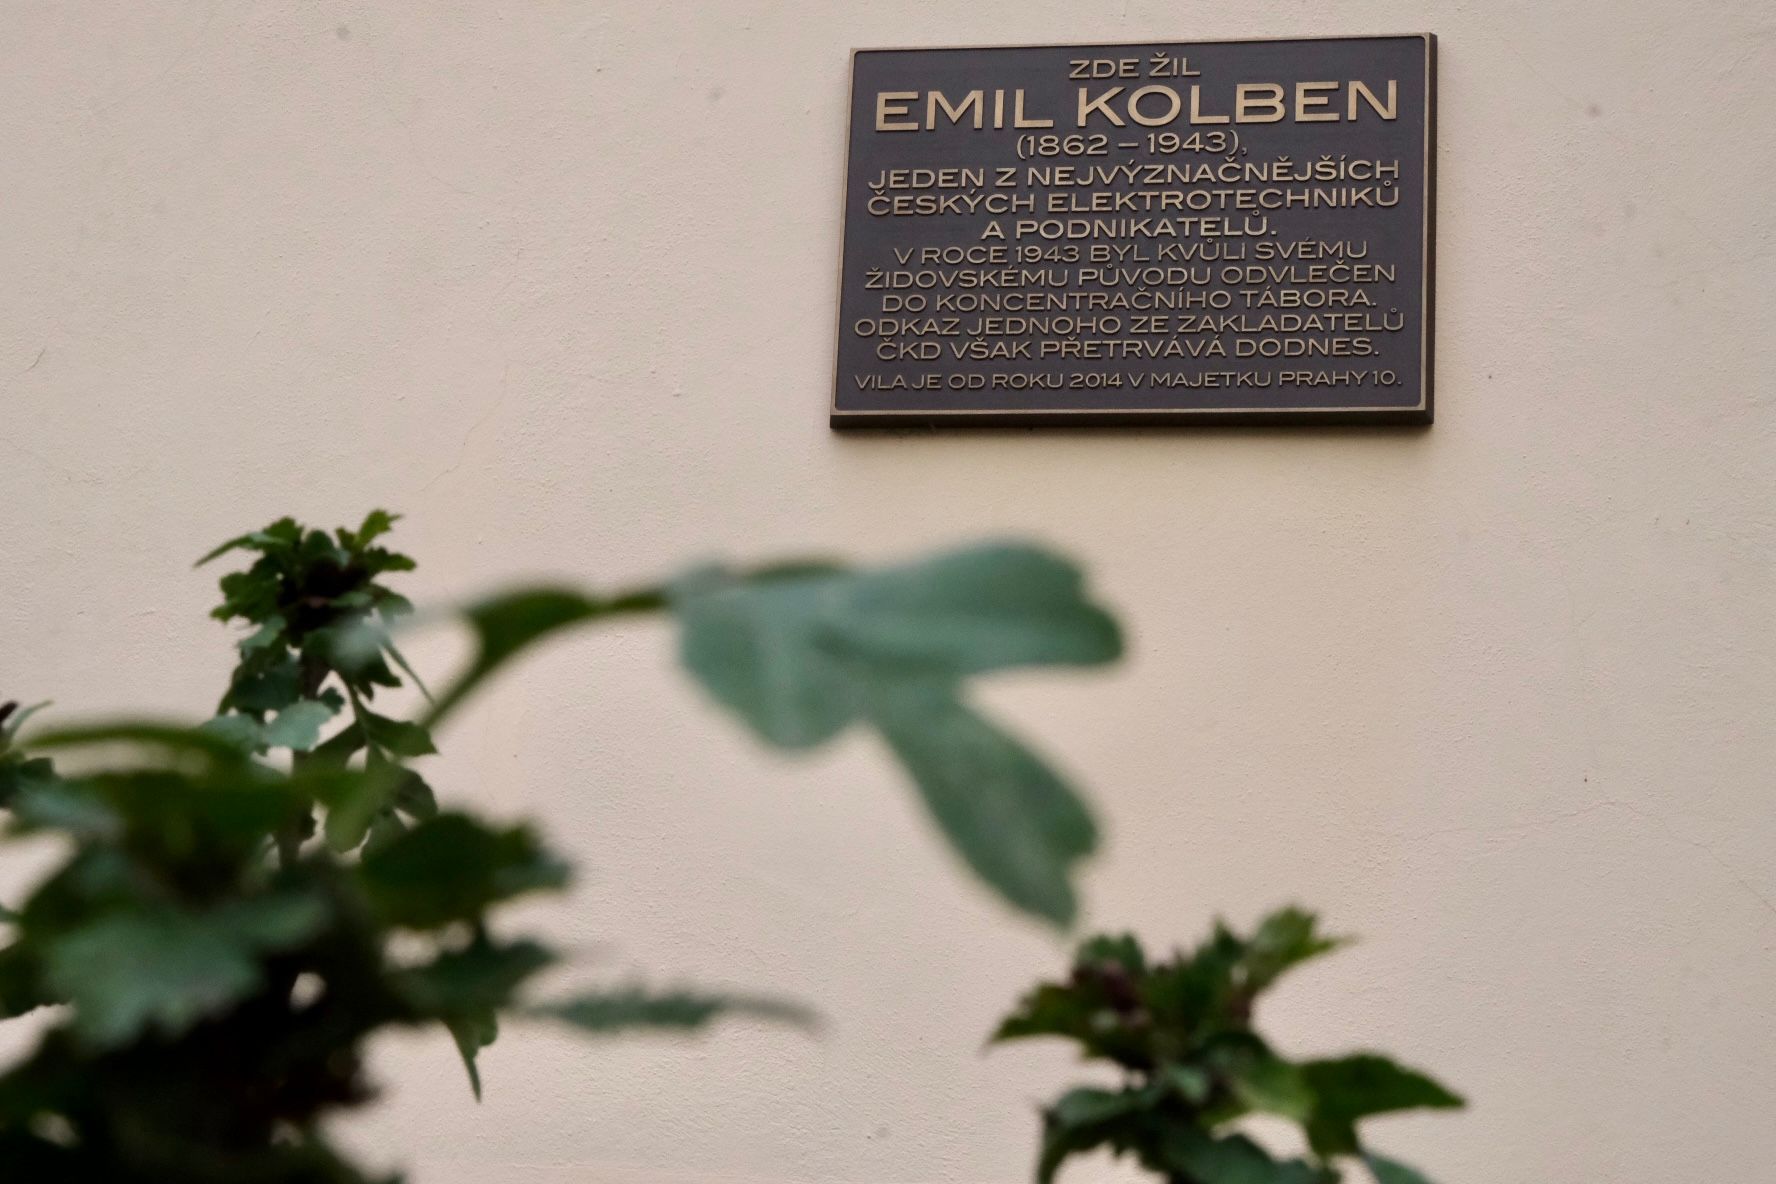 ZDE ŽIL
EMIL KOLBEN
(1862 – 1943),
JEDEN Z NEJVÝZNAČNĚJŠÍCH
ČESKÝCH ELEKTROTECHNIKŮ
A PODNIKATELŮ.
V ROCE 1943 BYL KVŮLI SVÉMU
ŽIDOVSKÉMU PŮVODU ODVLEČEN
DO KONCENTRAČNÍHO TÁBORA.
ODKAZ JEDNOHO ZE ZAKLADATELŮ
ČKD VŠAK PŘETRVÁVÁ DODNES.
VILA JE OD ROKU 2014 V MAJETKU PRAHY 10.